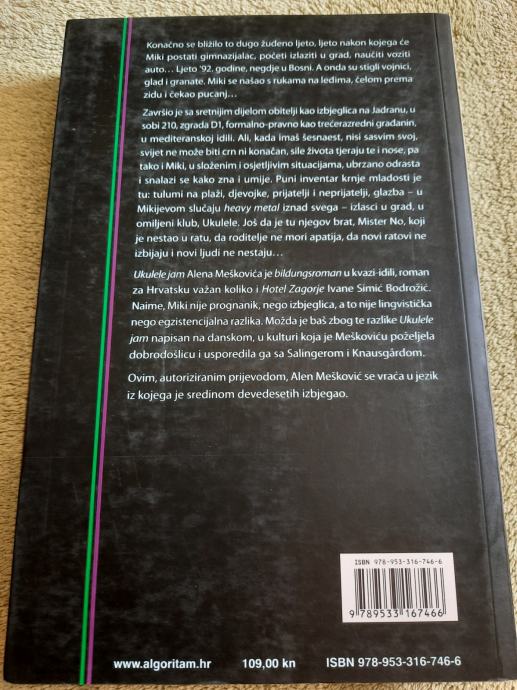 Konačno se bližilo to dugo žuđeno ljeto, ljeto nakon kojega će
Miki postati gimnazijalac, početi izlaziti u grad, naučiti voziti
auto... Ljeto '92. godine, negdje u Bosni. A onda su stigli vojnici,
glad i granate. Miki se našao s rukama na leđima, čelom prema
zidu i čekao pucanj...
Završio je sa sretnijim dijelom obitelji kao izbjeglica na Jadranu, u
sobi 210, zgrada D1, formalno-pravno kao trećerazredni građanin,
u mediteranskoj idili. Ali, kada imaš šesnaest, nisi sasvim svoj,
svijet ne može biti crn ni konačan, sile života tjeraju te i nose, pa
tako i Miki, u složenim i osjetljivim situacijama, ubrzano odrasta
i snalazi se kako zna i umije. Puni inventar krnje mladosti je
tu: tulumi na plaži, djevojke, prijatelji i neprijatelji, glazba – u
Mikijevom slučaju heavy metal iznad svega – izlasci u grad, u
omiljeni klub, Ukulele. Još da je tu njegov brat, Mister No, koji
je nestao u ratu, da roditelje ne mori apatija, da novi ratovi ne
izbijaju i novi ljudi ne nestaju...
Ukulele jam Alena Meškovića je bildungsroman u kvazi-idili, roman
za Hrvatsku važan koliko i Hotel Zagorje Ivane Simić Bodrožić.
Naime, Miki nije prognanik, nego izbjeglica, a to nije lingvistička
nego egzistencijalna razlika. Možda je baš zbog te razlike Ukulele
jam napisan na danskom, u kulturi koja je Meškoviću poželjela
dobrodošlicu i usporedila ga sa Salingerom i Knausgårdom.
Ovim, autoriziranim prijevodom, Alen Mešković se vraća u jezik
iz kojega je sredinom devedesetih izbjegao.
ISBN 978-953-316-746-6
9 789533 167466
www.algoritam.hr 109,00 kn ISBN 978-953-316-746-6